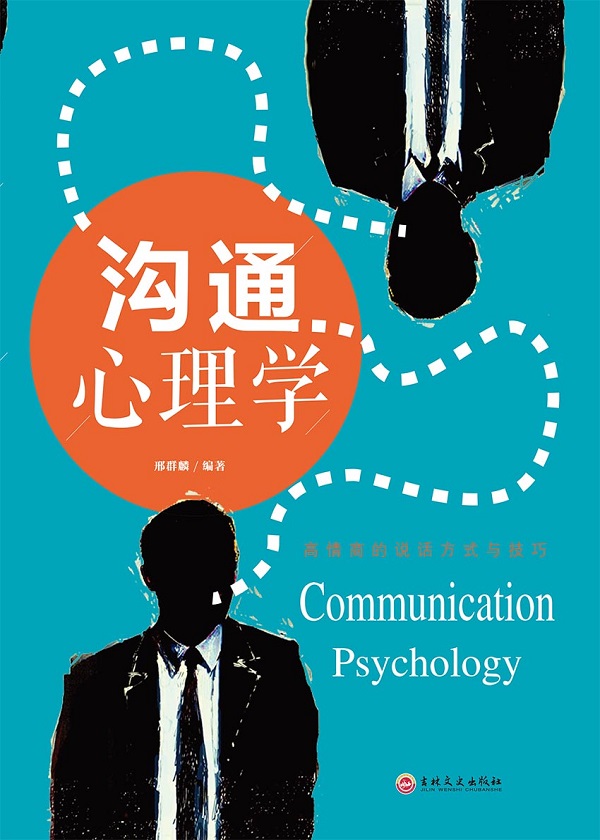 沟通
心理学
邢群麟 / 编著
高情商的说话方式与技巧
Communication
Psychology
吉林文史出版社
JILIN WENSHI CHUBANSHE